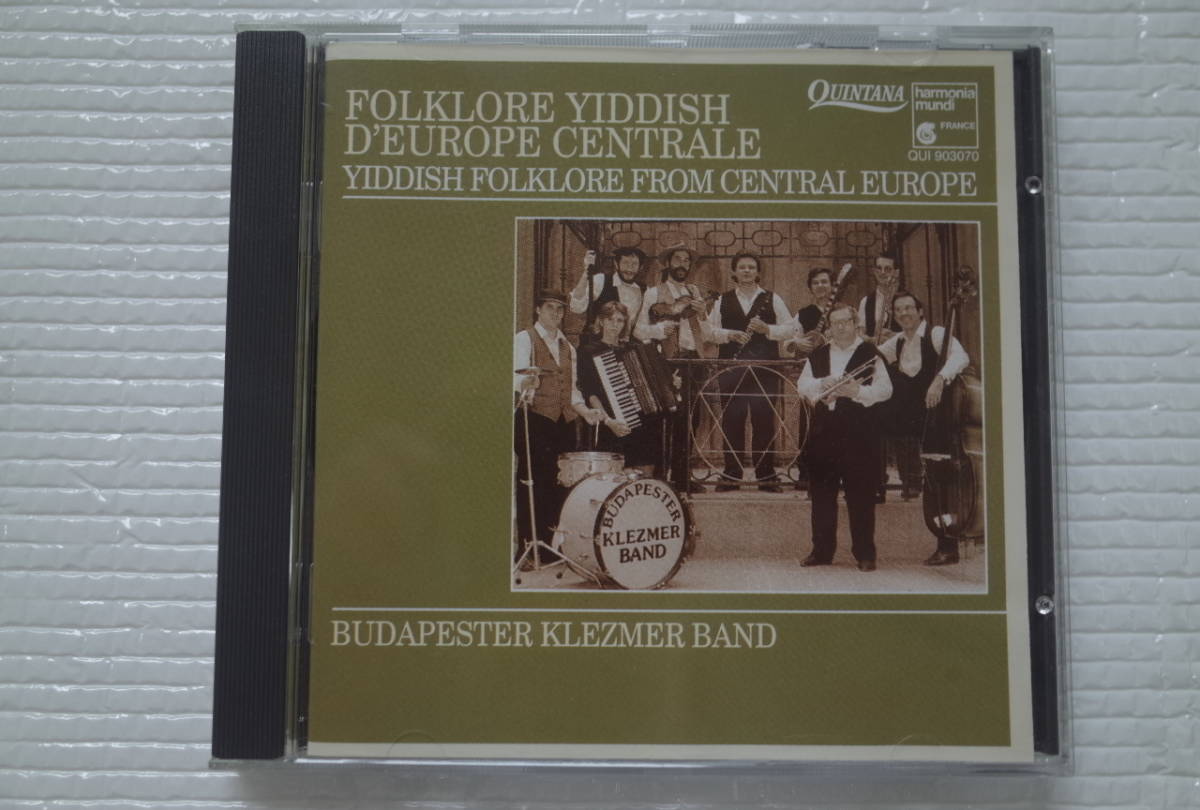 FOLKLORE YIDDISH
D'EUROPE CENTRALE
YIDDISH FOLKLORE FROM CENTRAL EUROPE
QUINTANA
harmonia
mundi
FRANCE
QUI 903070
BUDAPESTER
KLEZMER
BAND
BUDAPESTER KLEZMER BAND